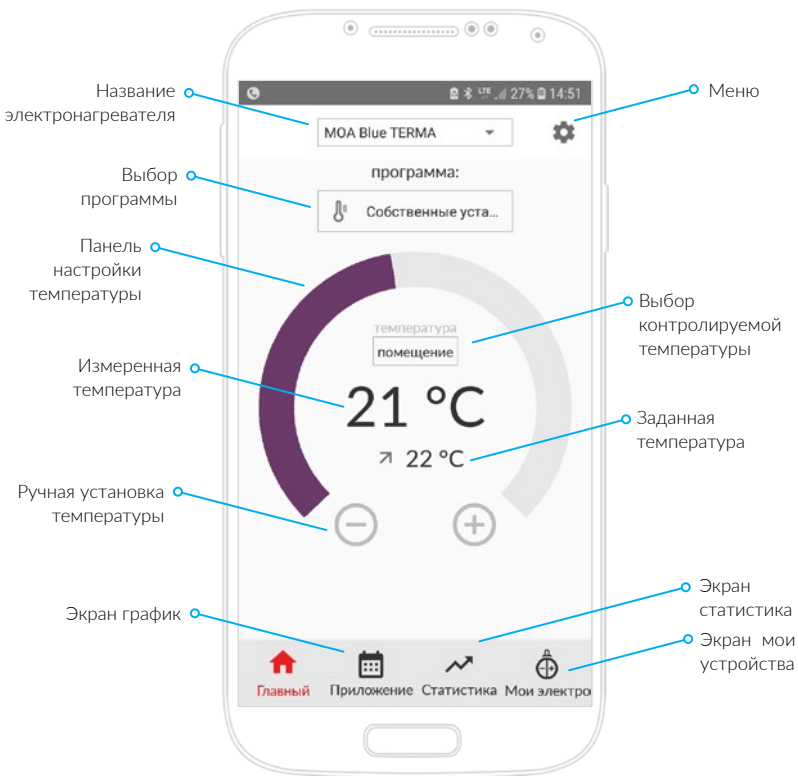 Название
электронагревателя
Выбор
программы
Панель
настройки
температуры
Измеренная
температура
Ручная установка
температуры
Экран график
LTE 27% 14:51
MOA Blue TERMA
программа:
Собственные уста...
температура
помещение
21 °C
22 °C
Главный
Приложение
Статистика
Мои электро
Меню
Выбор
контролируемой
температуры
Заданная
температура
Экран
статистика
Экран мои
устройства